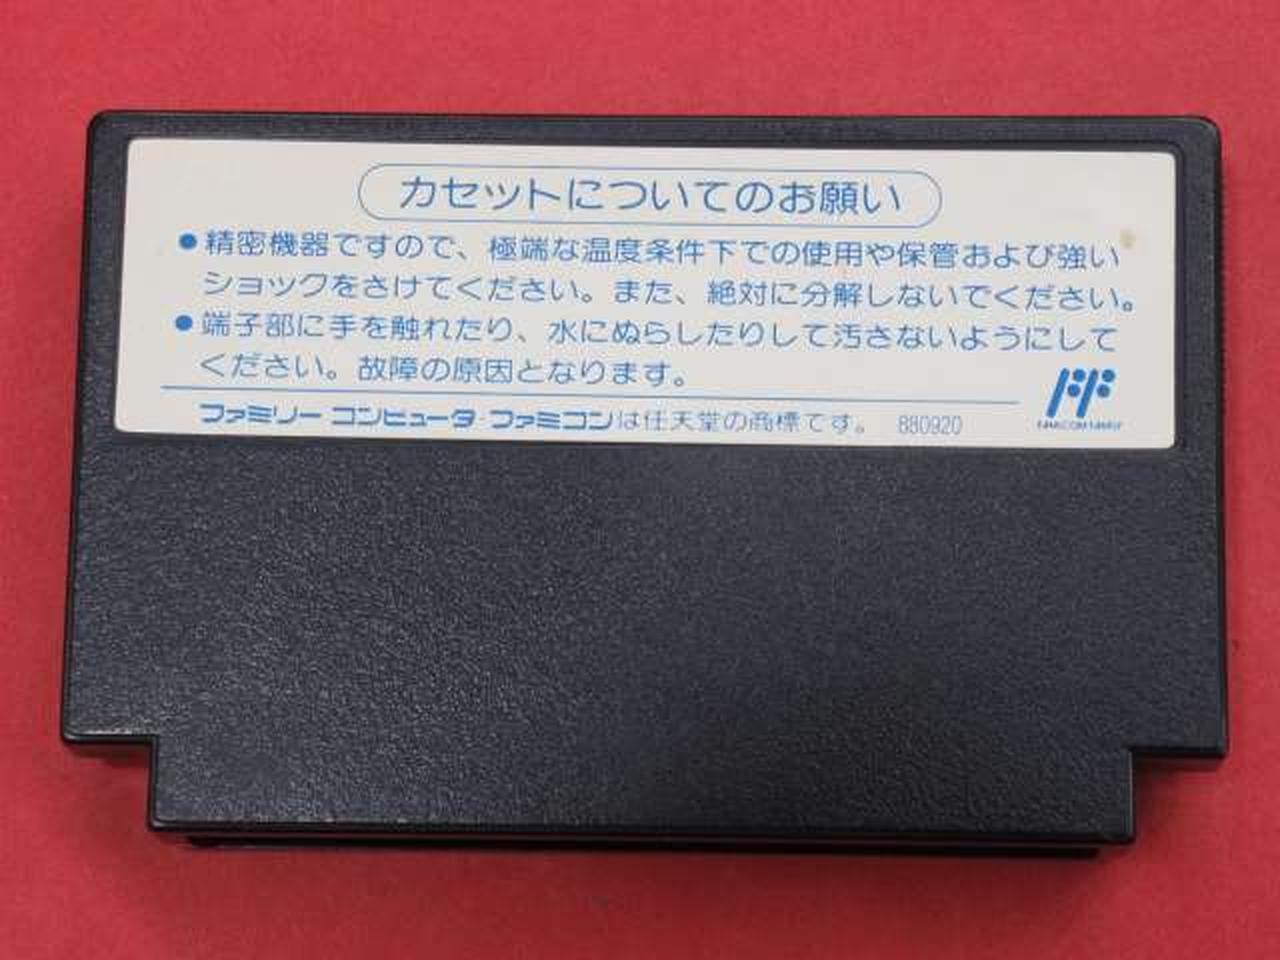 カセットについてのお願い
●精密機器ですので、極端な温度条件下での使用や保管および強い
ショックをさけてください。また、絶対に分解しないでください。
●端子部に手を触れたり、水にぬらしたりして汚さないようにして
ください。故障の原因となります。
ファミリーコンピュータ・ファミコンは任天堂の商標です。 880920
FAMICOM FAMILY